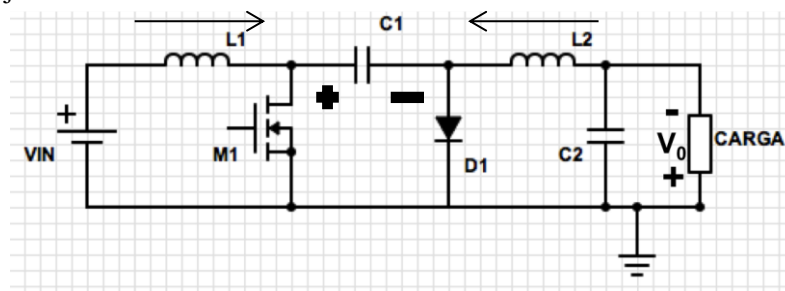 C1
L1
L2
+
+
-
-
VIN
M1
D1
C2
V0
CARGA
+